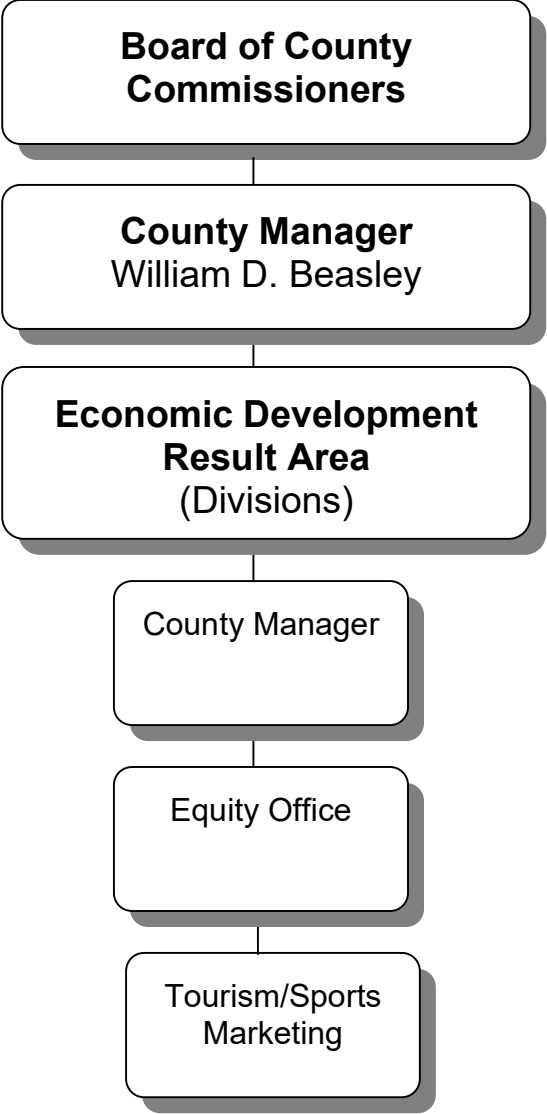 Board of County
Commissioners
County Manager
William D. Beasley
Economic Development
Result Area
(Divisions)
County Manager
Equity Office
Tourism/Sports
Marketing